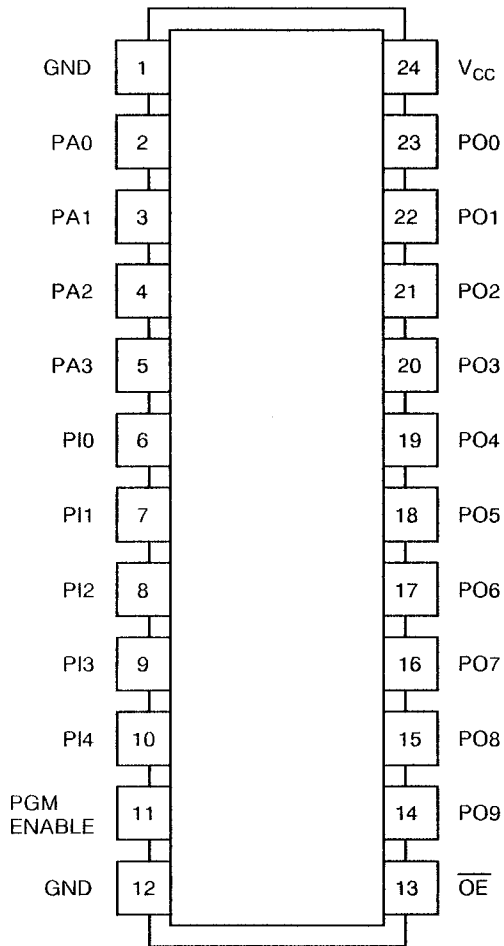 GND 1 24 VCC
PA0 2 23 PO0
PA1 3 22 PO1
PA2 4 21 PO2
PA3 5 20 PO3
PI0 6 19 PO4
PI1 7 18 PO5
PI2 8 17 PO6
PI3 9 16 PO7
PI4 10 15 PO8
PGM
ENABLE 11 14 PO9
GND 12 13 O̅E̅